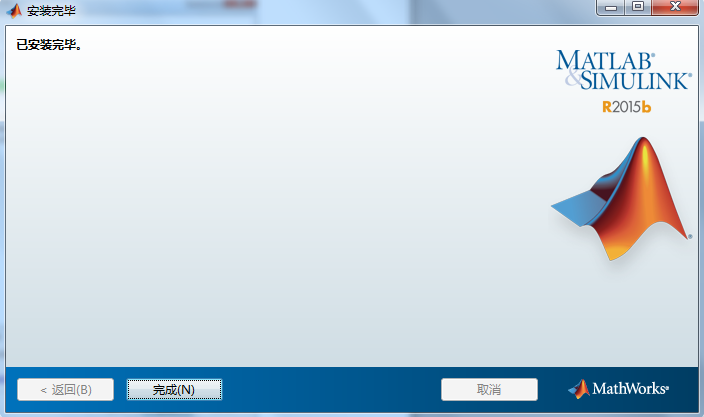 安装完毕
已安装完毕。
MATLAB®
&SIMULINK®
R2015b
®
< 返回(B)
完成(N)
取消
MathWorks®